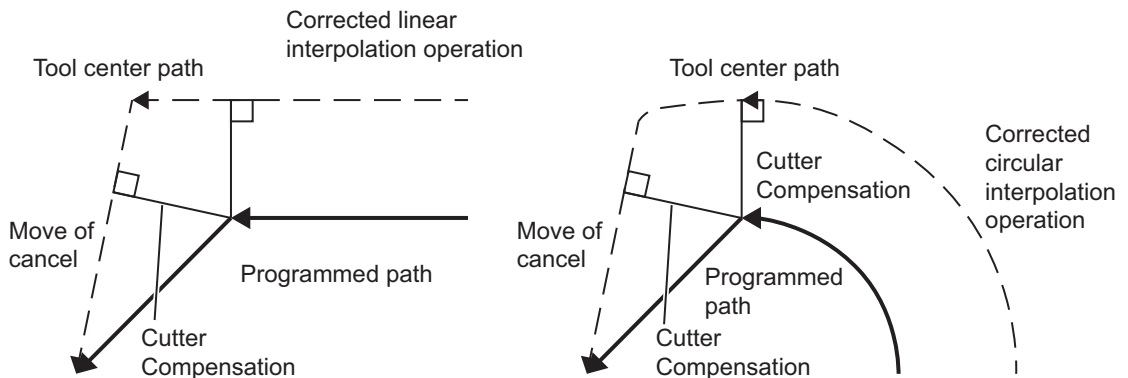 Corrected linear
interpolation operation
Tool center path
Move of
cancel
Programmed path
Cutter
Compensation
Tool center path
Corrected
circular
interpolation
operation
Cutter
Compensation
Move of
cancel
Programmed
path
Cutter
Compensation